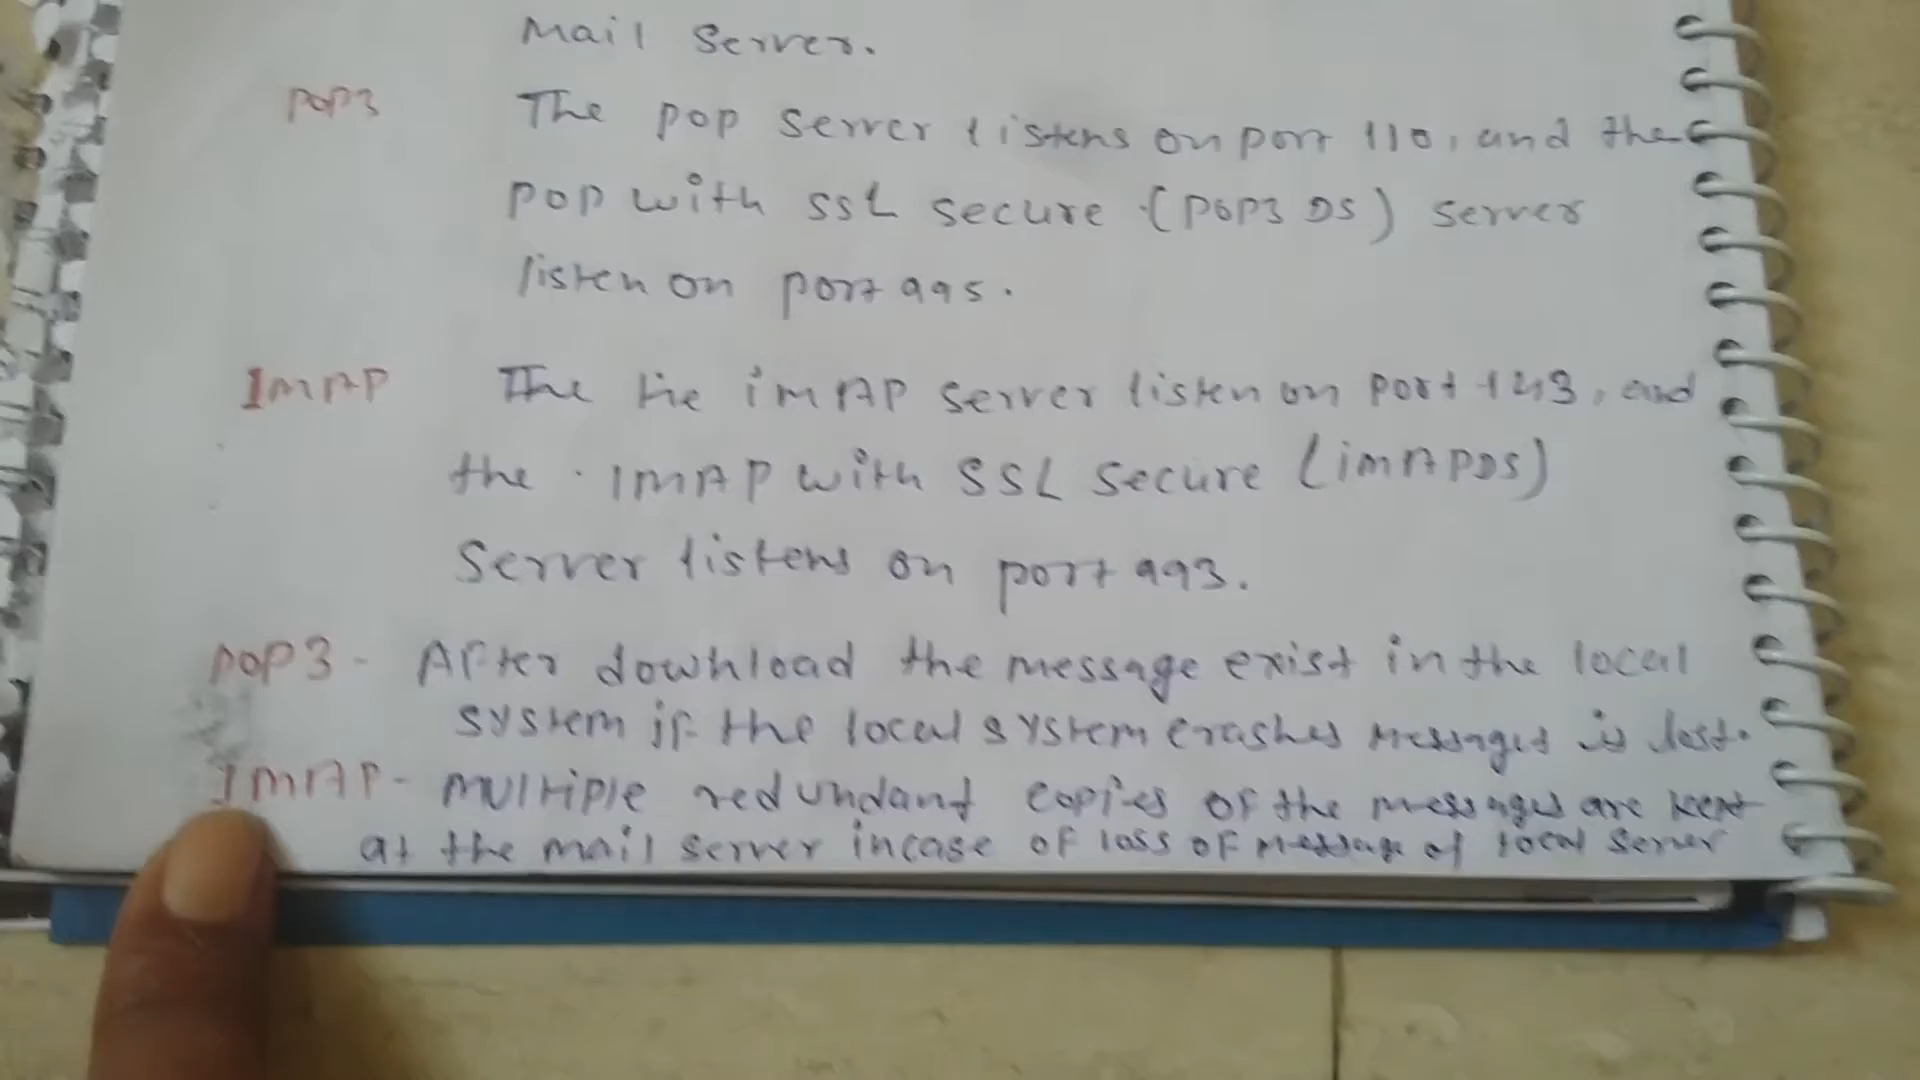 Mail Server.
POP3 The pop server listens on port 110, and the
pop with SSL secure (POP3 DS) server
listen on port 995.
IMAP The the imAP server listen on port 143, and
the IMAP with SSL secure (imAPDS)
Server listens on port 993.
POP3 - After download the message exist in the local
system if the local system crashes messages is lost.
IMAP - Multiple redundant copies of the messages are kept
at the mail server incase of loss of message of local server